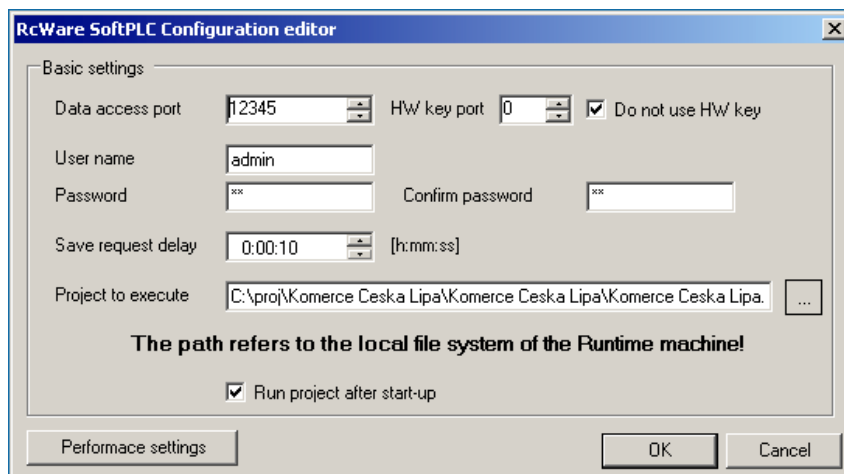 RcWare SoftPLC Configuration editor
Basic settings
Data access port 12345 HW key port 0 Do not use HW key
User name admin
Password ** Confirm password **
Save request delay 0:00:10 [h:mm:ss]
Project to execute C:\proj\Komerce Ceska Lipa\Komerce Ceska Lipa\Komerce Ceska Lipa. ...
The path refers to the local file system of the Runtime machine!
Run project after start-up
Performace settings OK Cancel